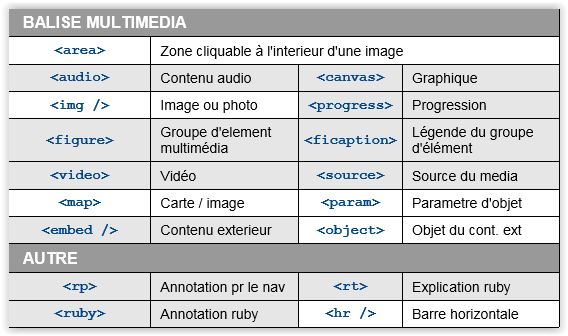 BALISE MULTIMEDIA
<area> Zone cliquable à l'interieur d'une image
<audio> Contenu audio <canvas> Graphique
<img /> Image ou photo <progress> Progression
<figure> Groupe d'element multimédia <ficaption> Légende du groupe d'élément
<video> Vidéo <source> Source du media
<map> Carte / image <param> Parametre d'objet
<embed /> Contenu exterieur <object> Objet du cont. ext
AUTRE
<rp> Annotation pr le nav <rt> Explication ruby
<ruby> Annotation ruby <hr /> Barre horizontale